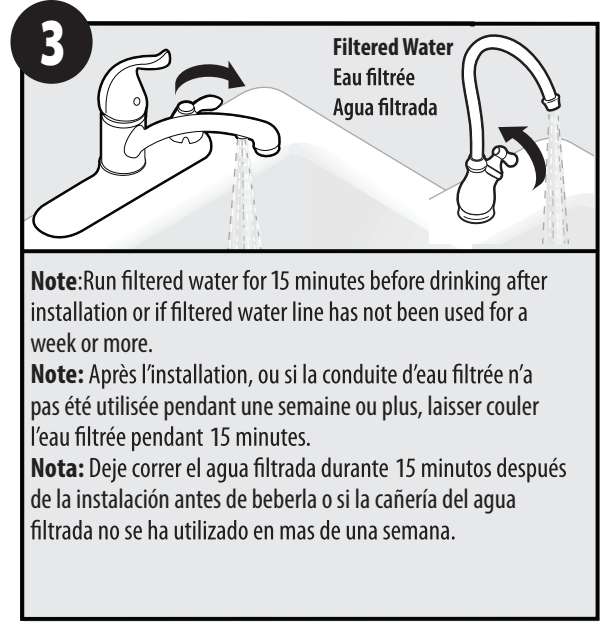 3
Filtered Water
Eau filtrée
Agua filtrada
Note:Run filtered water for 15 minutes before drinking after
installation or if filtered water line has not been used for a
week or more.
Note: Après l'installation, ou si la conduite d'eau filtrée n'a
pas été utilisée pendant une semaine ou plus, laisser couler
l'eau filtrée pendant 15 minutes.
Nota: Deje correr el agua filtrada durante 15 minutos después
de la instalación antes de beberla o si la cañería del agua
filtrada no se ha utilizado en mas de una semana.